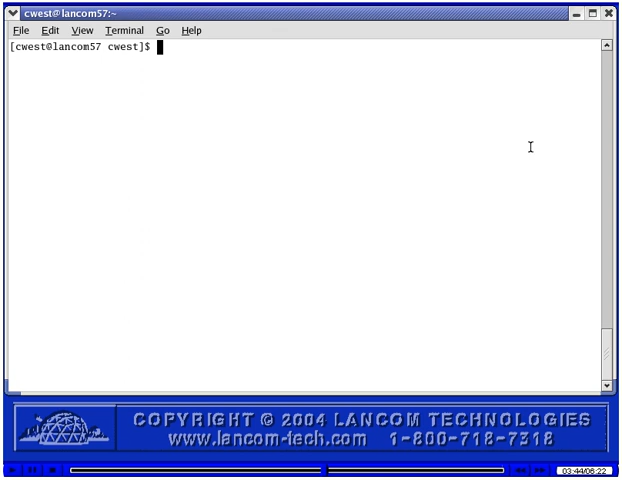 cwest@lancom57:~
File Edit View Terminal Go Help
[cwest@lancom57 cwest]$
COPYRIGHT © 2004 LANCOM TECHNOLOGIES
www.lancom-tech.com 1-800-718-7318
03:44/06:22